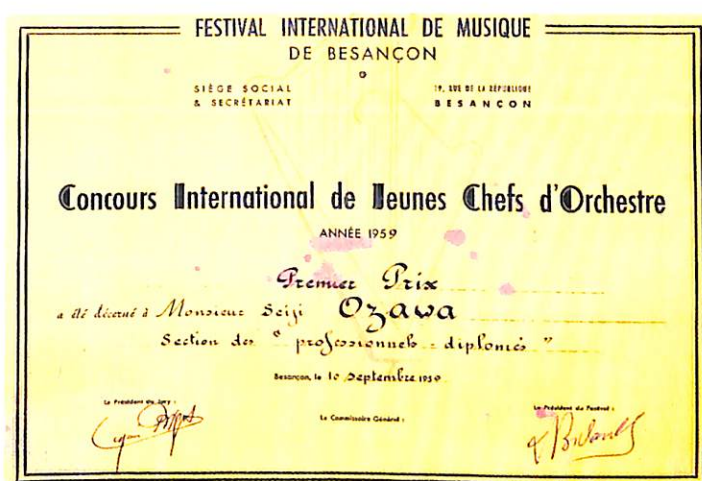 FESTIVAL INTERNATIONAL DE MUSIQUE
DE BESANÇON
SIÈGE SOCIAL
& SECRÉTARIAT
19, RUE DE LA RÉPUBLIQUE
BESANÇON
Concours International de Jeunes Chefs d'Orchestre
ANNÉE 1959
Premier Prix
a été décerné à Monsieur Seiji OZAWA
Section des " professionnels - diplomés "
Besançon, le 10 septembre 1959
Le Président du Jury :
Le Commissaire Général :
Le Président du Festival :